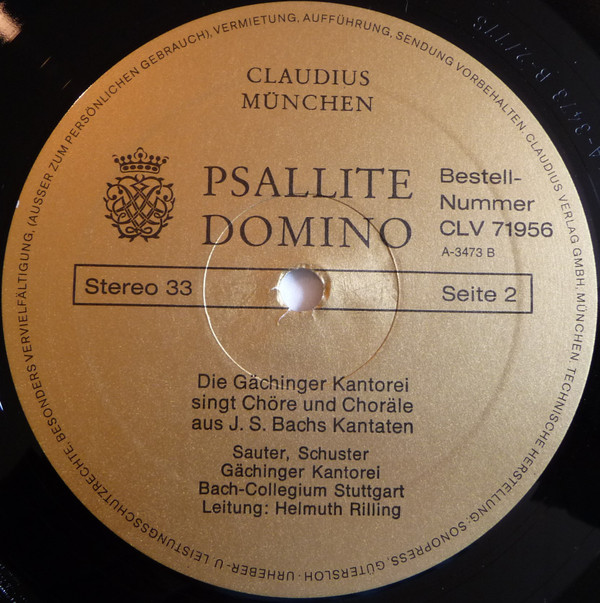 CLAUDIUS
MÜNCHEN
PSALLITE
DOMINO
Bestell-
Nummer
CLV 71956
A-3473 B
Stereo 33
Seite 2
Die Gächinger Kantorei
singt Chöre und Choräle
aus J. S. Bachs Kantaten
Sauter, Schuster
Gächinger Kantorei
Bach-Collegium Stuttgart
Leitung: Helmuth Rilling
URHEBER- U. LEISTUNGSSCHUTZRECHTE, BESONDERS VERVIELFÄLTIGUNG, (AUSSER ZUM PERSÖNLICHEN GEBRAUCH), VERMIETUNG, AUFFÜHRUNG, SENDUNG VORBEHALTEN. CLAUDIUS VERLAG GMBH. MÜNCHEN. TECHNISCHE HERSTELLUNG: SONOPRESS, GÜTERSLOH ·